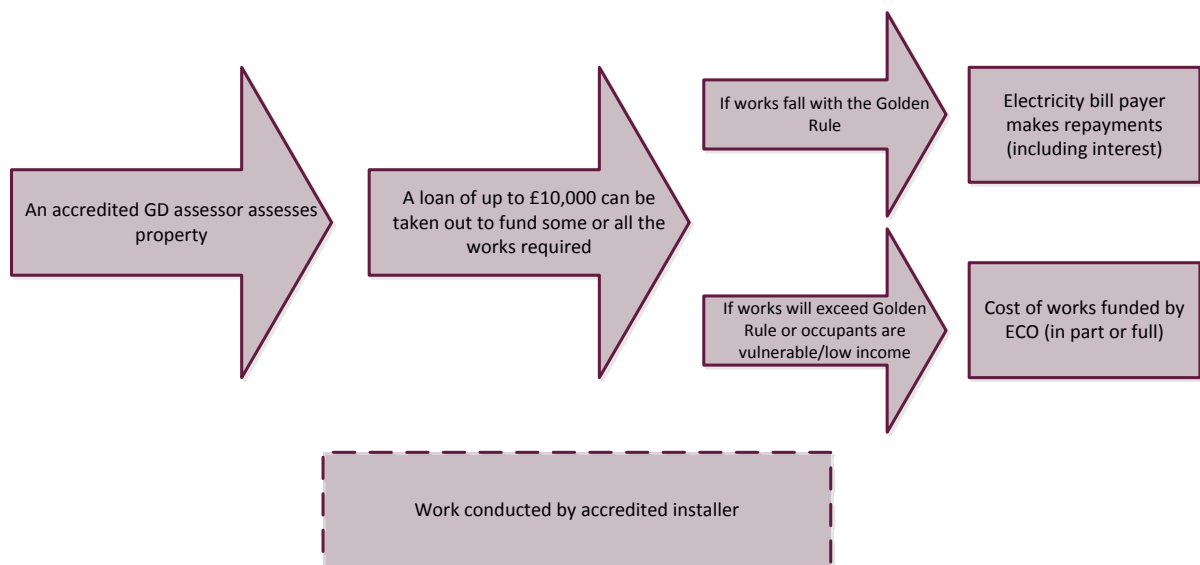 An accredited GD assessor assesses
property
A loan of up to £10,000 can be
taken out to fund some or all the
works required
If works fall with the Golden
Rule
Electricity bill payer
makes repayments
(including interest)
If works will exceed Golden
Rule or occupants are
vulnerable/low income
Cost of works funded by
ECO (in part or full)
Work conducted by accredited installer